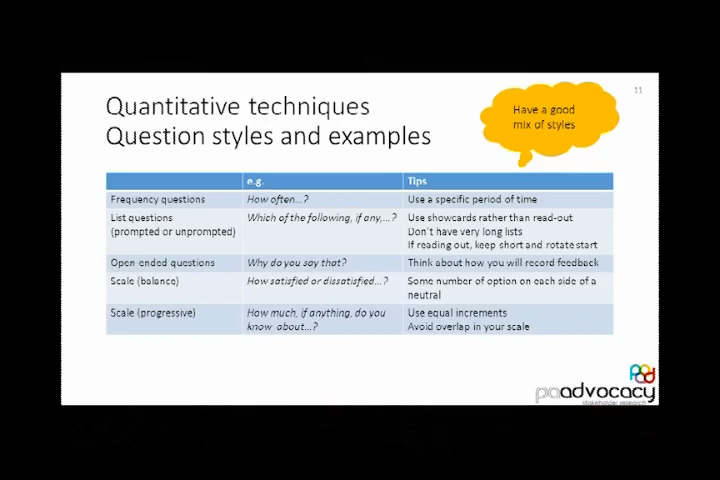 11
Quantitative techniques
Question styles and examples
Have a good
mix of styles
e.g. Tips
Frequency questions How often...? Use a specific period of time
List questions Which of the following, if any,...? Use showcards rather than read-out
(prompted or unprompted) Don't have very long lists
If reading out, keep short and rotate start
Open-ended questions Why do you say that? Think about how you will record feedback
Scale (balance) How satisfied or dissatisfied...? Some number of option on each side of a
neutral
Scale (progressive) How much, if anything, do you Use equal increments
know about...? Avoid overlap in your scale
paadvocacy
stakeholder research